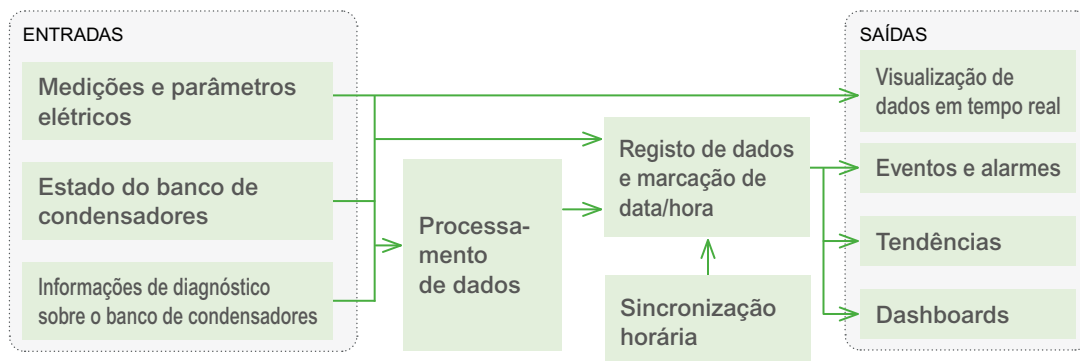 ENTRADAS
Medições e parâmetros
elétricos
Estado do banco de
condensadores
Informações de diagnóstico
sobre o banco de condensadores
Processa-
mento
de dados
Registo de dados
e marcação de
data/hora
Sincronização
horária
SAÍDAS
Visualização de
dados em tempo real
Eventos e alarmes
Tendências
Dashboards